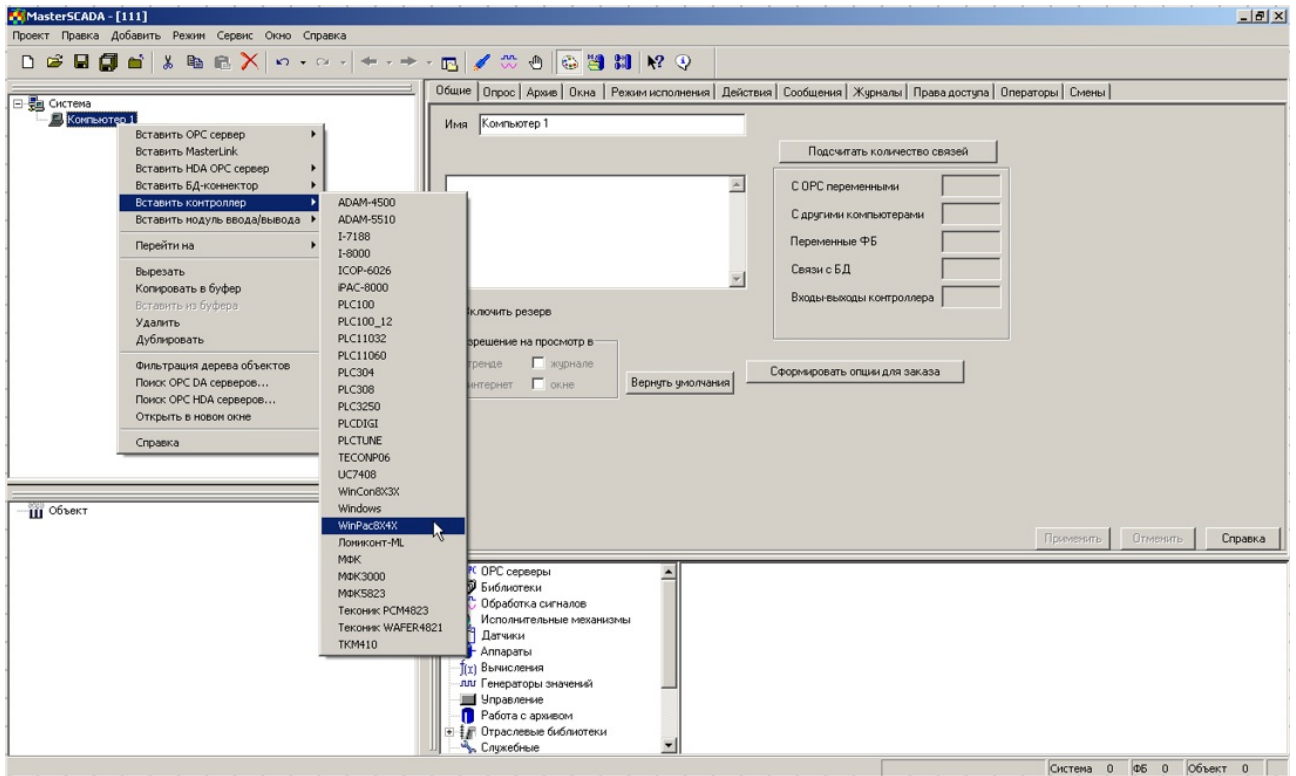 MasterSCADA - [111]
Проект Правка Добавить Режим Сервис Окно Справка
Система
Компьютер 1
Вставить OPC сервер
Вставить MasterLink
Вставить HDA OPC сервер
Вставить БД-коннектор
Вставить контроллер
Вставить модуль ввода/вывода
Перейти на
Вырезать
Копировать в буфер
Вставить из буфера
Удалить
Дублировать
Фильтрация дерева объектов
Поиск OPC DA серверов...
Поиск OPC HDA серверов...
Открыть в новом окне
Справка
ADAM-4500
ADAM-5510
I-7188
I-8000
ICOP-6026
iPAC-8000
PLC100
PLC100_12
PLC11032
PLC11060
PLC304
PLC308
PLC3250
PLCDIGI
PLCTUNE
TECONP06
UC7408
WinCon8X3X
Windows
WinPac8X4X
Лониконт-ML
МФК
МФК3000
МФК5823
Теконик PCM4823
Теконик WAFER4821
ТКМ410
Общие Опрос Архив Окна Режим исполнения Действия Сообщения Журналы Права доступа Операторы Смены
Имя Компьютер 1
Подсчитать количество связей
С OPC переменными
С другими компьютерами
Переменные ФБ
Связи с БД
Входы-выходы контроллера
ключить резерв
решение на просмотр в
тренде журнале
интернет окне
Вернуть умолчания
Сформировать опции для заказа
Применить Отменить Справка
Объект
OPC серверы
Библиотеки
Обработка сигналов
Исполнительные механизмы
Датчики
Аппараты
f(x) Вычисления
Генераторы значений
Управление
Работа с архивом
Отраслевые библиотеки
Служебные
Система 0 ФБ 0 Объект 0